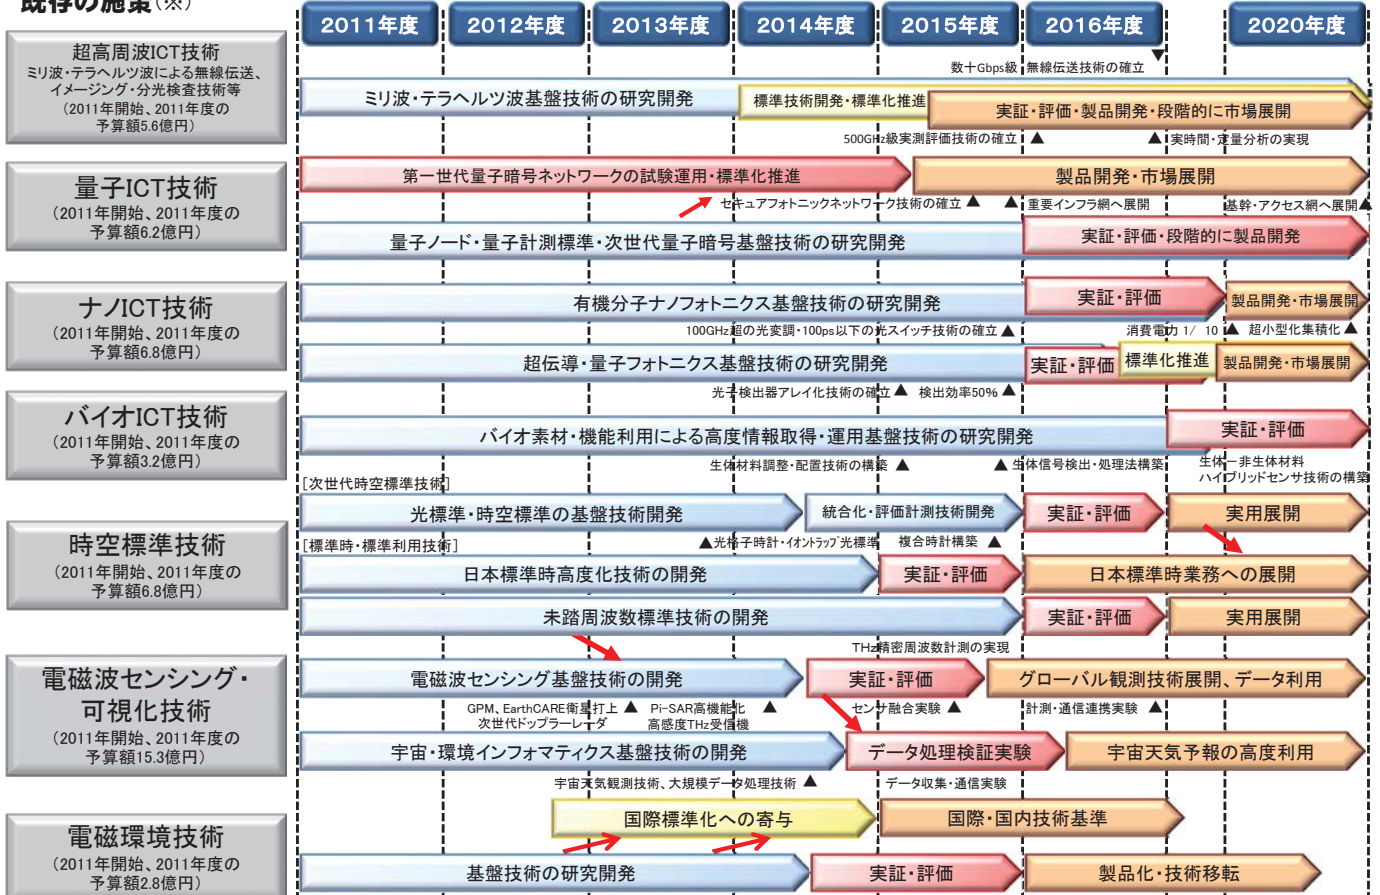 既存の施策(※)
2011年度 2012年度 2013年度 2014年度 2015年度 2016年度 2020年度
超高周波ICT技術
ミリ波・テラヘルツ波による無線伝送、
イメージング・分光検査技術等
(2011年開始、2011年度の
予算額5.6億円)
数十Gbps級 無線伝送技術の確立 ▼
ミリ波・テラヘルツ波基盤技術の研究開発
標準技術開発・標準化推進
実証・評価・製品開発・段階的に市場展開
500GHz級実測評価技術の確立 ▲
▲ 実時間・定量分析の実現
量子ICT技術
(2011年開始、2011年度の
予算額6.2億円)
第一世代量子暗号ネットワークの試験運用・標準化推進
製品開発・市場展開
セキュアフォトニックネットワーク技術の確立 ▲
▲ 重要インフラ網へ展開
基幹・アクセス網へ展開▲
量子ノード・量子計測標準・次世代量子暗号基盤技術の研究開発
実証・評価・段階的に製品開発
ナノICT技術
(2011年開始、2011年度の
予算額6.8億円)
有機分子ナノフォトニクス基盤技術の研究開発
実証・評価
製品開発・市場展開
100GHz超の光変調・100ps以下の光スイッチ技術の確立 ▲
消費電力 1/ 10 ▲
超小型化集積化 ▲
超伝導・量子フォトニクス基盤技術の研究開発
実証・評価
標準化推進
製品開発・市場展開
光子検出器アレイ化技術の確立 ▲
検出効率50% ▲
バイオICT技術
(2011年開始、2011年度の
予算額3.2億円)
バイオ素材・機能利用による高度情報取得・運用基盤技術の研究開発
実証・評価
生体材料調整・配置技術の構築 ▲
▲ 生体信号検出・処理法構築
生体ー非生体材料
ハイブリッドセンサ技術の構築
時空標準技術
(2011年開始、2011年度の
予算額6.8億円)
[次世代時空標準技術]
光標準・時空標準の基盤技術開発
統合化・評価計測技術開発
実証・評価
実用展開
[標準時・標準利用技術]
▲光格子時計・イオントラップ光標準
複合時計構築 ▲
日本標準時高度化技術の開発
実証・評価
日本標準時業務への展開
未踏周波数標準技術の開発
実証・評価
実用展開
THz精密周波数計測の実現
電磁波センシング・
可視化技術
(2011年開始、2011年度の
予算額15.3億円)
電磁波センシング基盤技術の開発
実証・評価
グローバル観測技術展開、データ利用
GPM、EarthCARE衛星打上 ▲
次世代ドップラーレーダ
Pi-SAR高機能化 ▲
高感度THz受信機
センサ融合実験 ▲
計測・通信連携実験 ▲
宇宙・環境インフォマティクス基盤技術の開発
データ処理検証実験
宇宙天気予報の高度利用
宇宙天気観測技術、大規模データ処理技術 ▲
データ収集・通信実験
電磁環境技術
(2011年開始、2011年度の
予算額2.8億円)
国際標準化への寄与
国際・国内技術基準
基盤技術の研究開発
実証・評価
製品化・技術移転